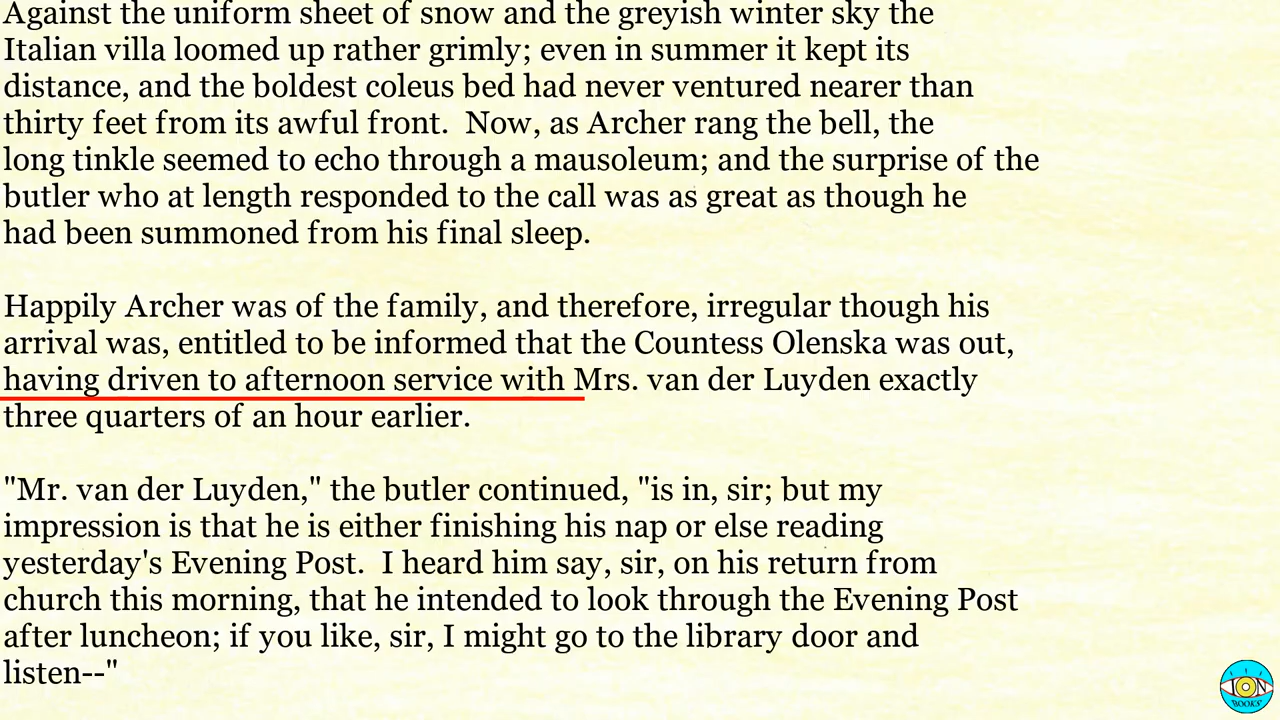 Against the uniform sheet of snow and the greyish winter sky the
Italian villa loomed up rather grimly; even in summer it kept its
distance, and the boldest coleus bed had never ventured nearer than
thirty feet from its awful front.  Now, as Archer rang the bell, the
long tinkle seemed to echo through a mausoleum; and the surprise of the
butler who at length responded to the call was as great as though he
had been summoned from his final sleep.

Happily Archer was of the family, and therefore, irregular though his
arrival was, entitled to be informed that the Countess Olenska was out,
having driven to afternoon service with Mrs. van der Luyden exactly
three quarters of an hour earlier.

"Mr. van der Luyden," the butler continued, "is in, sir; but my
impression is that he is either finishing his nap or else reading
yesterday's Evening Post.  I heard him say, sir, on his return from
church this morning, that he intended to look through the Evening Post
after luncheon; if you like, sir, I might go to the library door and
listen--"
ION
BOOKS